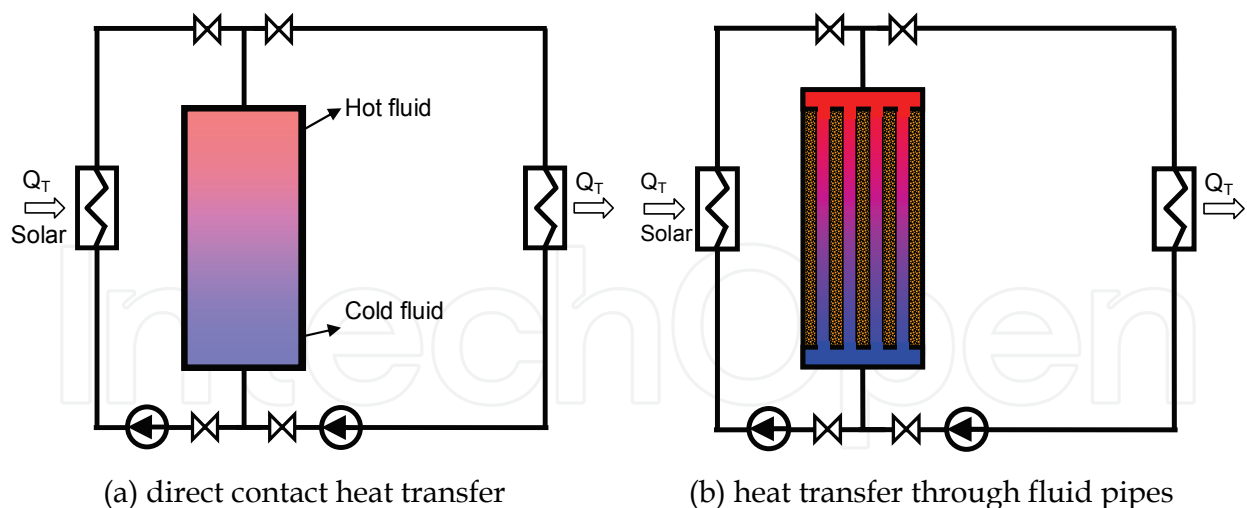 Hot fluid
Q_T
Solar
Q_T
Cold fluid
Q_T
Solar
Q_T
IntechOpen
(a) direct contact heat transfer
(b) heat transfer through fluid pipes